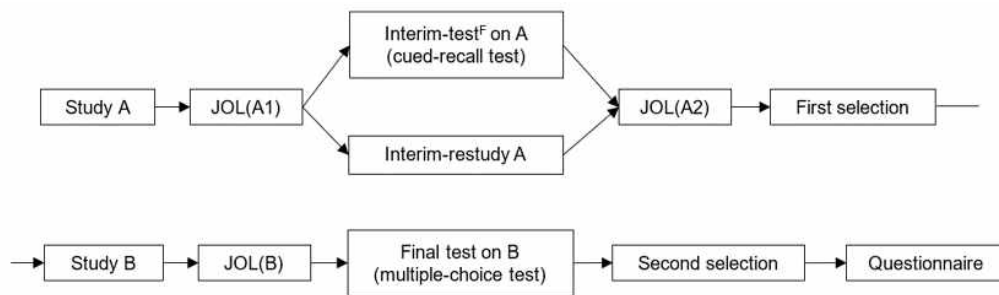 Interim-testF on A
(cued-recall test)
Study A
JOL(A1)
JOL(A2)
First selection
Interim-restudy A
Study B
JOL(B)
Final test on B
(multiple-choice test)
Second selection
Questionnaire